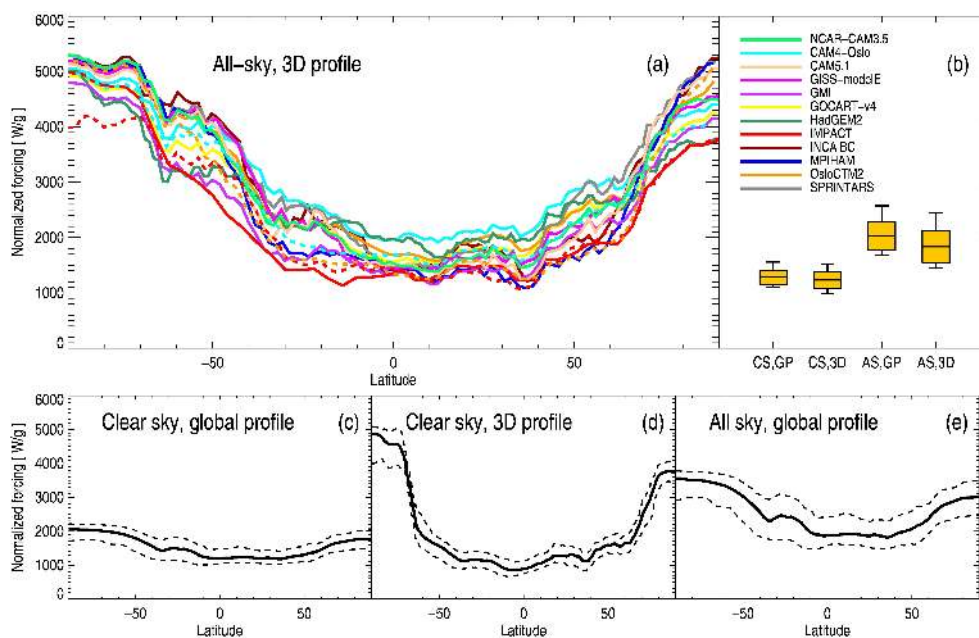 6000
5000
4000
3000
2000
1000
0
Normalized forcing [ W/g]
All-sky, 3D profile
(a)
-50
0
50
Latitude
NCAR-CAM3.5
CAM4-Oslo
CAM5.1
GISS-modelE
GMI
GOCART-v4
HadGEM2
IMPACT
INCA BC
MPIHAM
OsloCTM2
SPRINTARS
(b)
CS,GP CS,3D AS,GP AS,3D
6000
5000
4000
3000
2000
1000
0
Normalized forcing [ W/g]
Clear sky, global profile
(c)
-50 0 50
Latitude
Clear sky, 3D profile
(d)
-50 0 50
Latitude
All sky, global profile
(e)
-50 0 50
Latitude